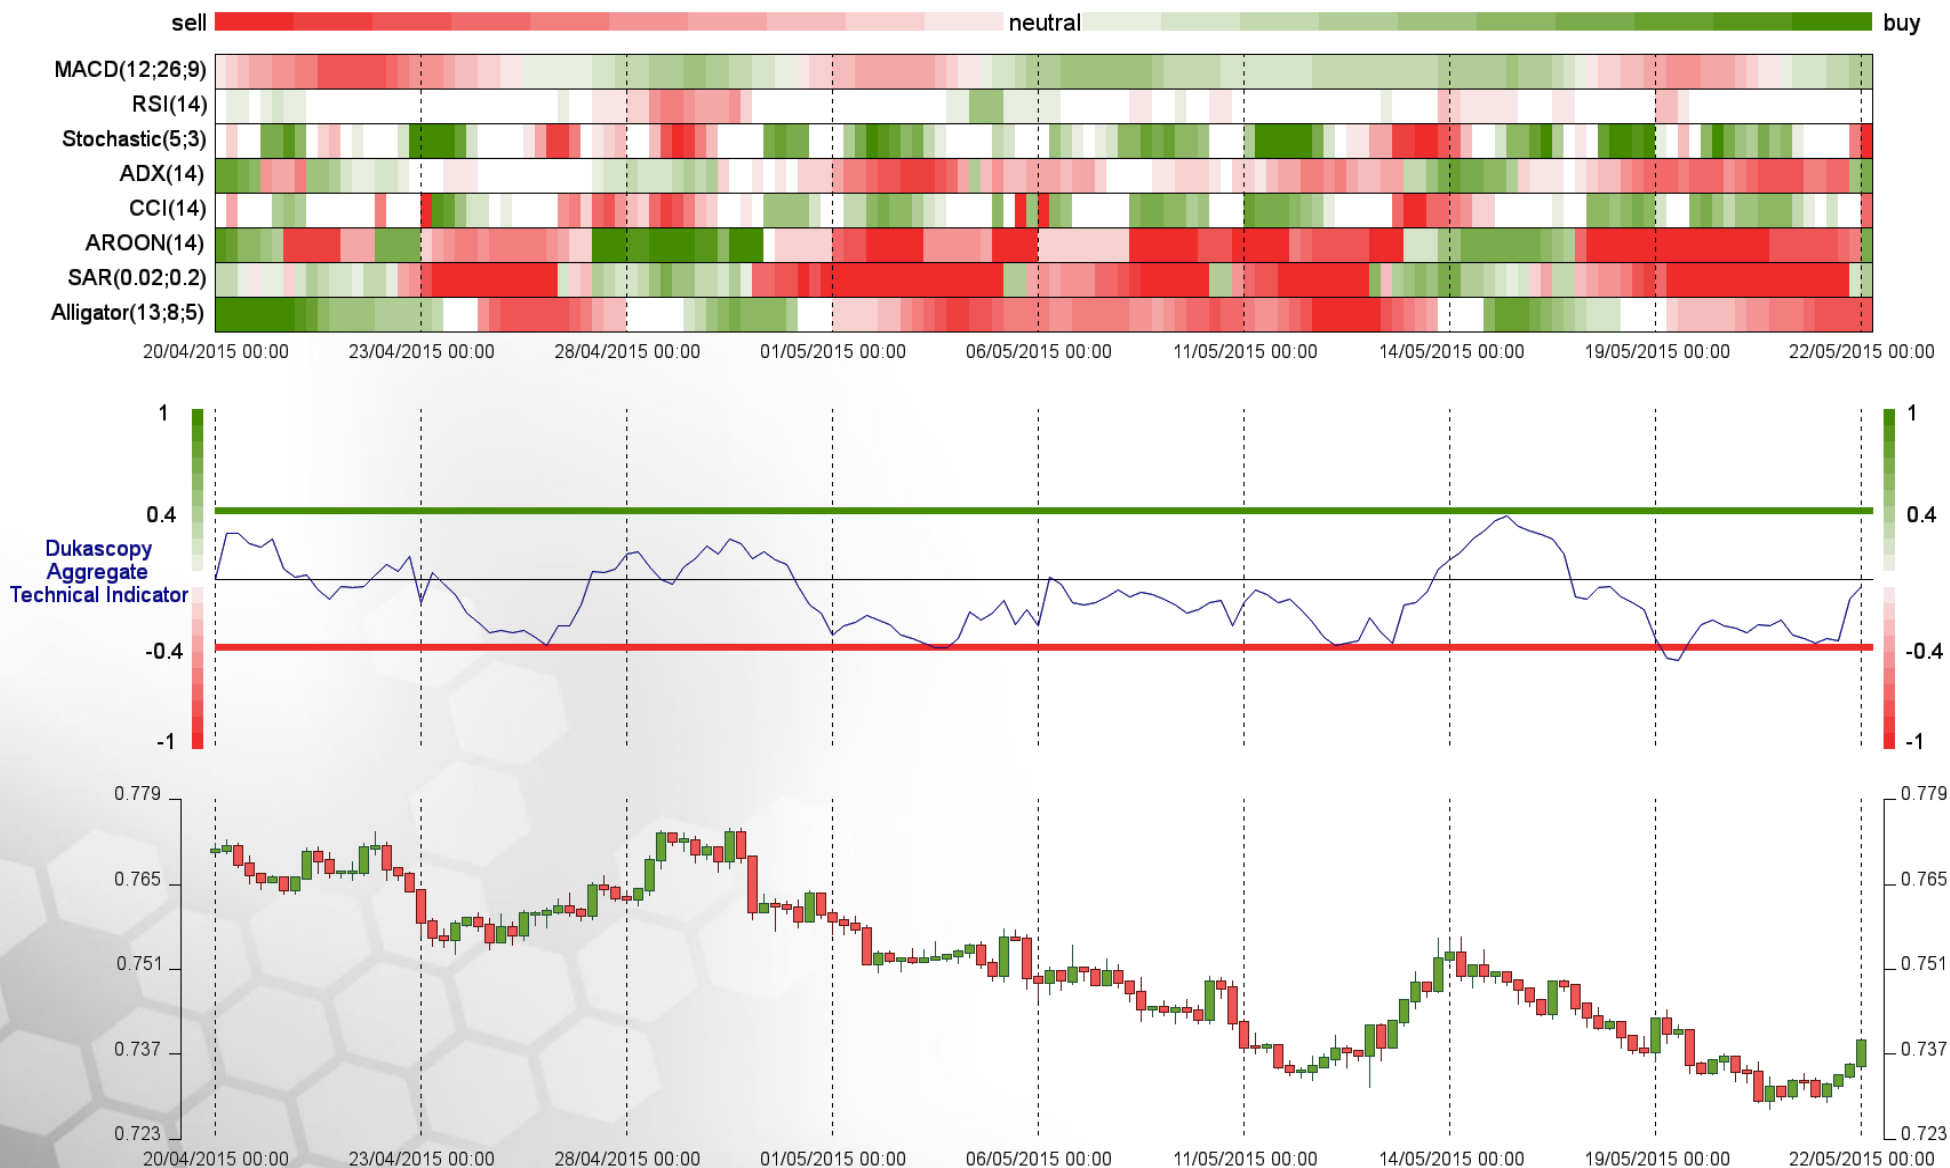 sell neutral buy
MACD(12;26;9)
RSI(14)
Stochastic(5;3)
ADX(14)
CCI(14)
AROON(14)
SAR(0.02;0.2)
Alligator(13;8;5)
20/04/2015 00:00 23/04/2015 00:00 28/04/2015 00:00 01/05/2015 00:00 06/05/2015 00:00 11/05/2015 00:00 14/05/2015 00:00 19/05/2015 00:00 22/05/2015 00:00
1 1
0.4 0.4
Dukascopy
Aggregate
Technical Indicator
-0.4 -0.4
-1 -1
0.779 0.779
0.765 0.765
0.751 0.751
0.737 0.737
0.723 0.723
20/04/2015 00:00 23/04/2015 00:00 28/04/2015 00:00 01/05/2015 00:00 06/05/2015 00:00 11/05/2015 00:00 14/05/2015 00:00 19/05/2015 00:00 22/05/2015 00:00